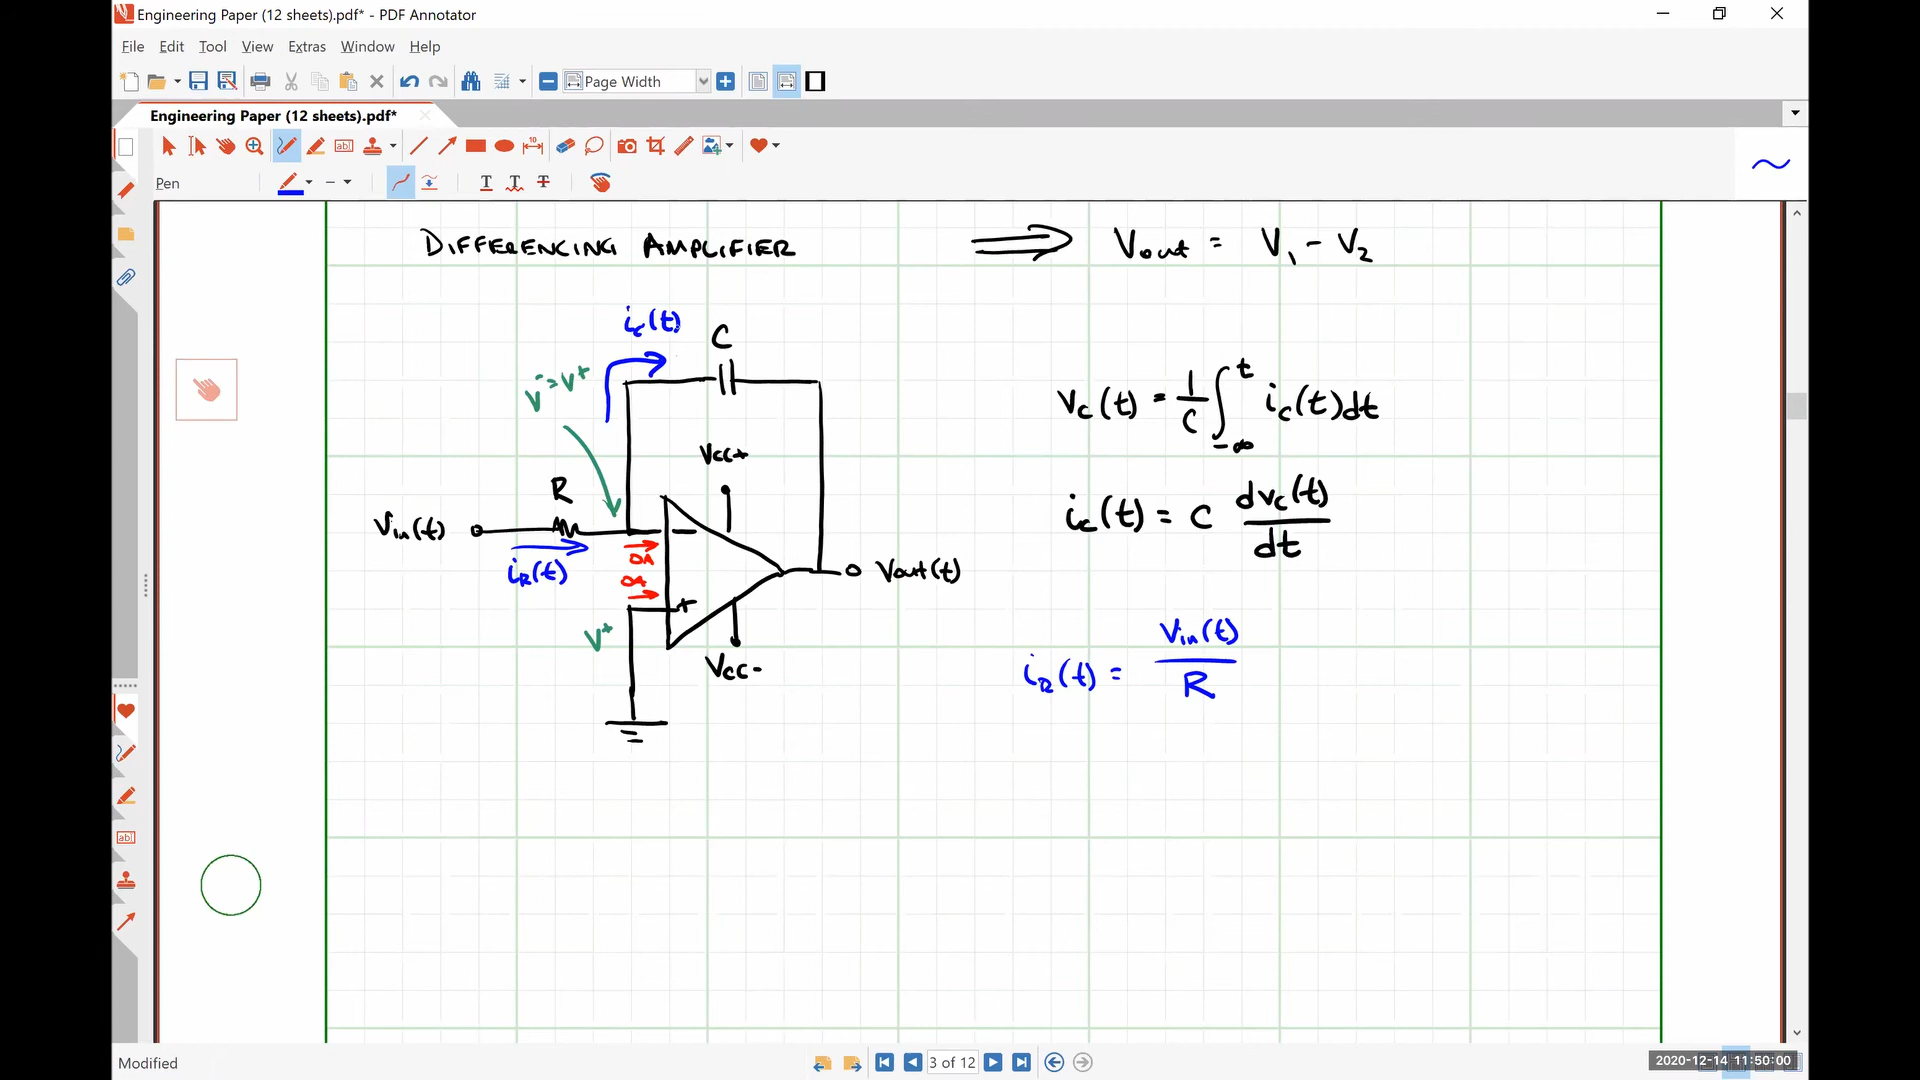 Engineering Paper (12 sheets).pdf* - PDF Annotator
File Edit Tool View Extras Window Help
Page Width
Engineering Paper (12 sheets).pdf*
Pen
DIFFERENCING AMPLIFIER ⟹ Vout = V₁ - V₂
ic(t)
C
V⁻=V⁺
vc(t) = 1/C ∫_{-∞}^{t} ic(t)dt
Vcc+
R
ic(t) = C dvc(t)/dt
Vin(t)
-
0A
iR(t)
Vout(t)
0A
+
V⁺
Vcc-
iR(t) = Vin(t)/R
Modified
3 of 12
2020-12-14 11:50:00